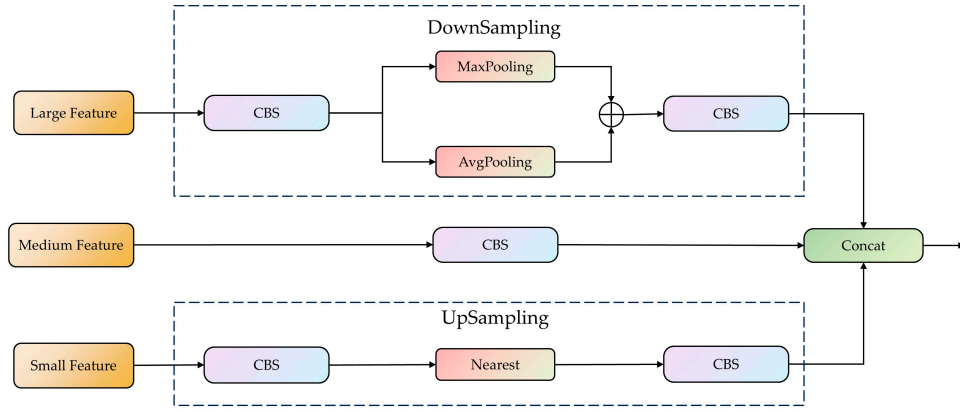 DownSampling
MaxPooling
Large Feature
CBS
CBS
AvgPooling
Medium Feature
CBS
Concat
UpSampling
Small Feature
CBS
Nearest
CBS